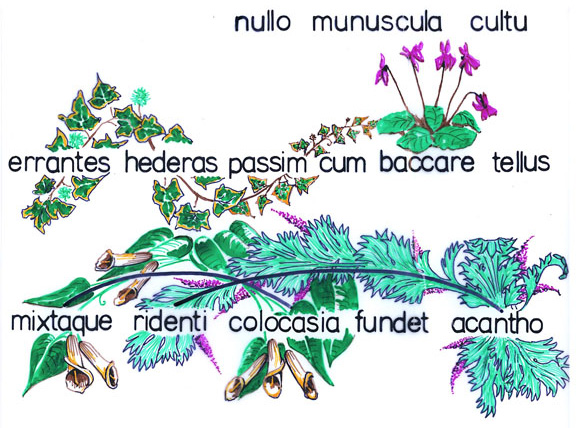 nullo munuscula cultu
errantes hederas passim cum baccare tellus
mixtaque ridenti colocasia fundet acantho